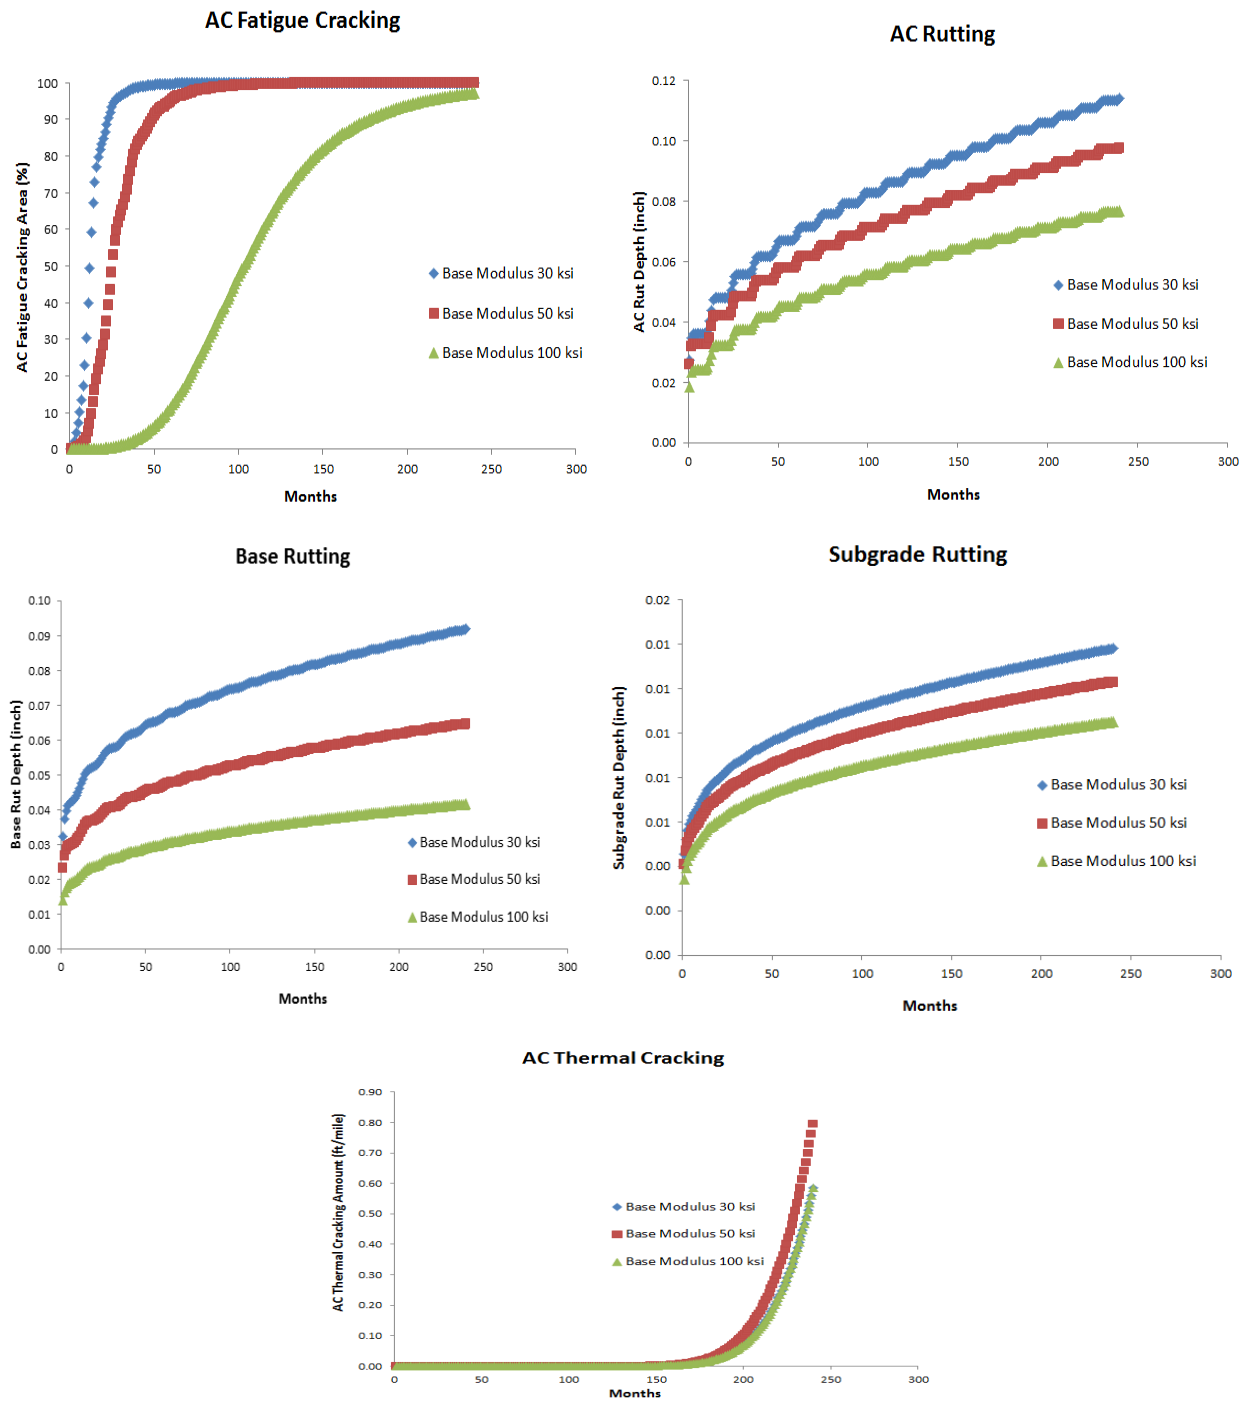 AC Fatigue Cracking
100
90
80
70
60
50
40
30
20
10
0
AC Fatigue Cracking Area (%)
Base Modulus 30 ksi
Base Modulus 50 ksi
Base Modulus 100 ksi
0 50 100 150 200 250 300
Months
AC Rutting
0.12
0.10
0.08
0.06
0.04
0.02
0.00
AC Rut Depth (inch)
Base Modulus 30 ksi
Base Modulus 50 ksi
Base Modulus 100 ksi
0 50 100 150 200 250 300
Months
Base Rutting
0.10
0.09
0.08
0.07
0.06
0.05
0.04
0.03
0.02
0.01
0.00
Base Rut Depth (inch)
Base Modulus 30 ksi
Base Modulus 50 ksi
Base Modulus 100 ksi
0 50 100 150 200 250 300
Months
Subgrade Rutting
0.02
0.01
0.01
0.01
0.01
0.01
0.00
0.00
0.00
Subgrade Rut Depth (inch)
Base Modulus 30 ksi
Base Modulus 50 ksi
Base Modulus 100 ksi
0 50 100 150 200 250 300
Months
AC Thermal Cracking
0.90
0.80
0.70
0.60
0.50
0.40
0.30
0.20
0.10
0.00
AC Thermal Cracking Amount (ft/mile)
Base Modulus 30 ksi
Base Modulus 50 ksi
Base Modulus 100 ksi
0 50 100 150 200 250 300
Months